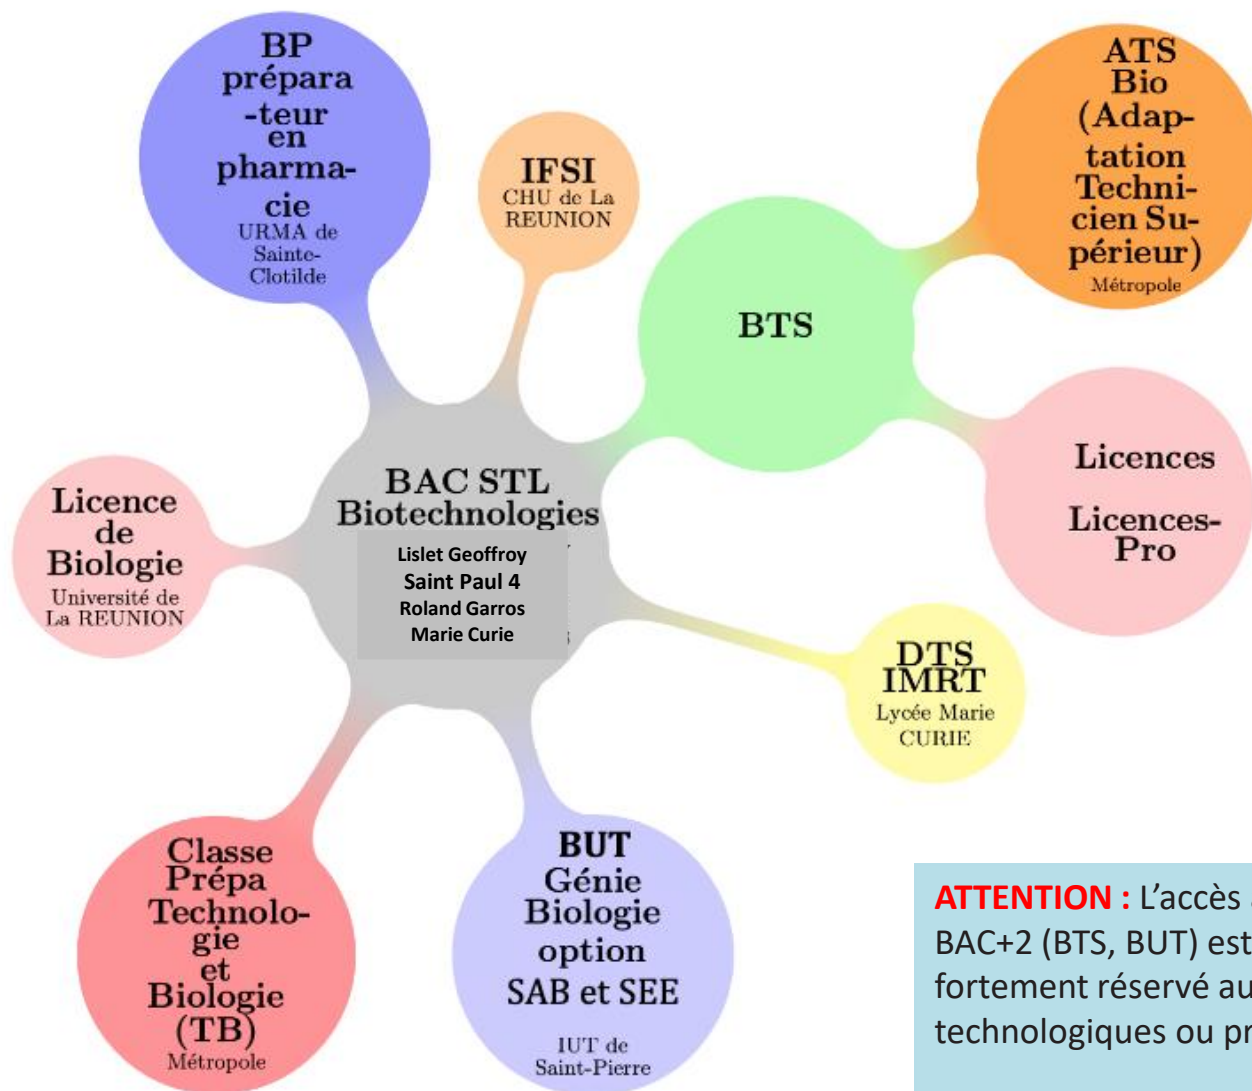 BP
prépara
-teur
en
pharma-
cie
URMA de
Sainte-
Clotilde
IFSI
CHU de La
REUNION
ATS
Bio
(Adap-
tation
Techni-
cien Su-
périeur)
Métropole
BTS
Licences
Licences-
Pro
BAC STL
Biotechnologies
Lislet Geoffroy
Saint Paul 4
Roland Garros
Marie Curie
Licence
de
Biologie
Université de
La REUNION
DTS
IMRT
Lycée Marie
CURIE
Classe
Prépa
Technolo-
gie
et
Biologie
(TB)
Métropole
BUT
Génie
Biologie
option
SAB et SEE
IUT de
Saint-Pierre
ATTENTION : L’accès
BAC+2 (BTS, BUT) est
fortement réservé au
technologiques ou